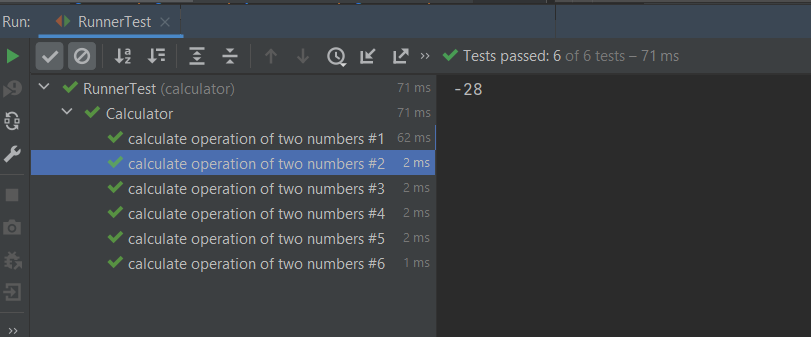 Run: RunnerTest
Tests passed: 6 of 6 tests – 71 ms
RunnerTest (calculator) 71 ms
Calculator 71 ms
calculate operation of two numbers #1 62 ms
calculate operation of two numbers #2 2 ms
calculate operation of two numbers #3 2 ms
calculate operation of two numbers #4 2 ms
calculate operation of two numbers #5 2 ms
calculate operation of two numbers #6 1 ms
-28